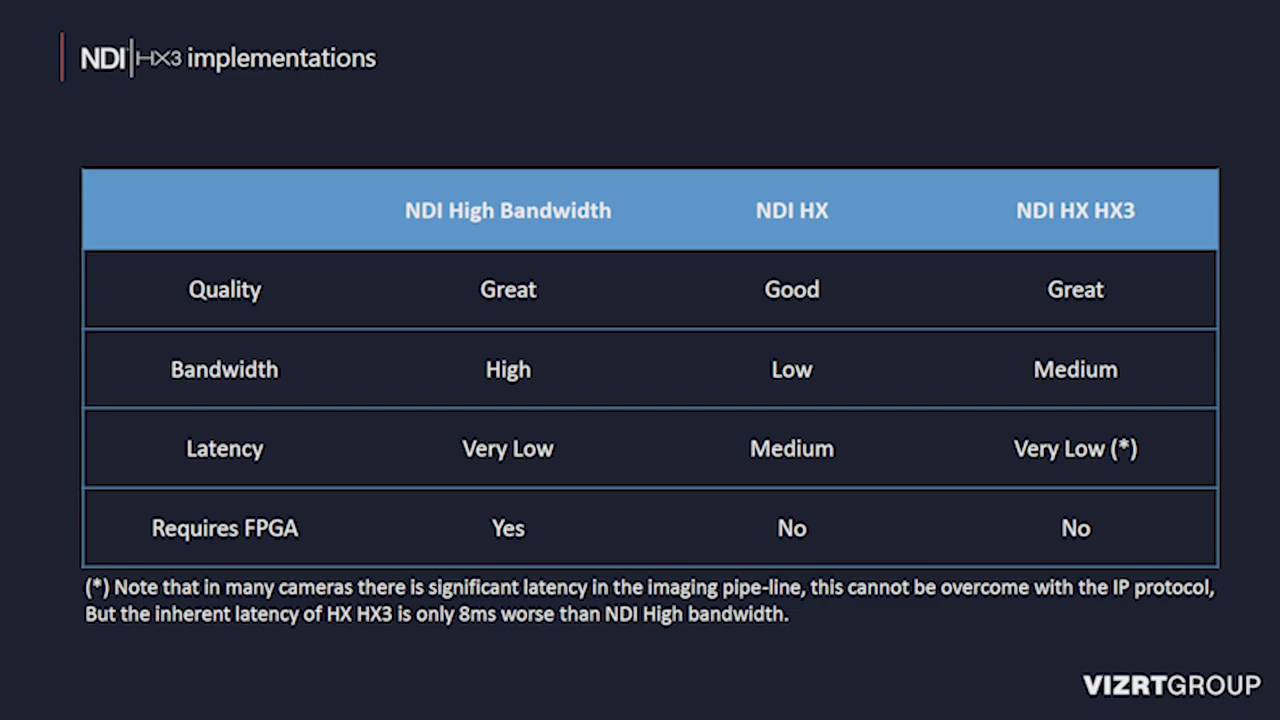 NDI HX3 implementations
NDI High Bandwidth NDI HX NDI HX HX3
Quality Great Good Great
Bandwidth High Low Medium
Latency Very Low Medium Very Low (*)
Requires FPGA Yes No No
(*) Note that in many cameras there is significant latency in the imaging pipe-line, this cannot be overcome with the IP protocol,
But the inherent latency of HX HX3 is only 8ms worse than NDI High bandwidth.
VIZRTGROUP